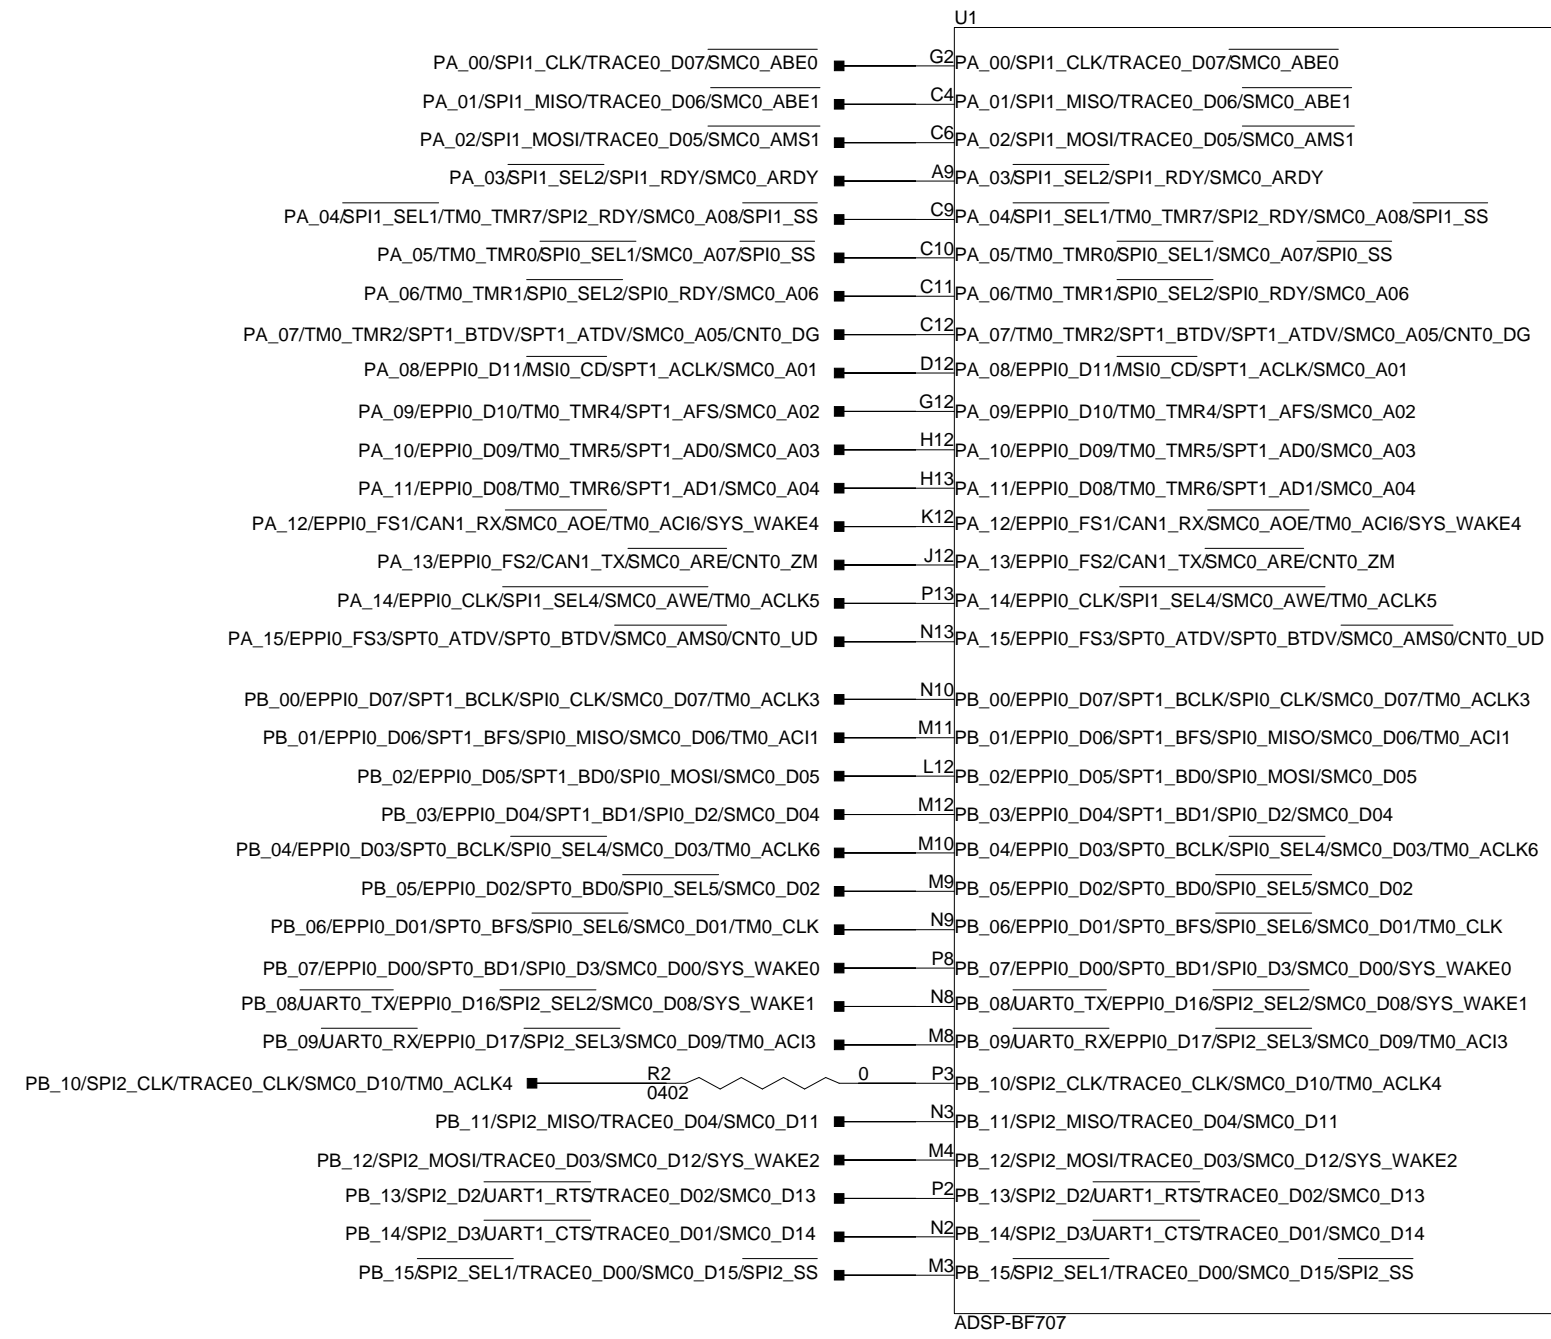 U1
PA_00/SPI1_CLK/TRACE0_D07/SMC0_ABE0 G2 PA_00/SPI1_CLK/TRACE0_D07/SMC0_ABE0
PA_01/SPI1_MISO/TRACE0_D06/SMC0_ABE1 C4 PA_01/SPI1_MISO/TRACE0_D06/SMC0_ABE1
PA_02/SPI1_MOSI/TRACE0_D05/SMC0_AMS1 C6 PA_02/SPI1_MOSI/TRACE0_D05/SMC0_AMS1
PA_03/SPI1_SEL2/SPI1_RDY/SMC0_ARDY A9 PA_03/SPI1_SEL2/SPI1_RDY/SMC0_ARDY
PA_04/SPI1_SEL1/TM0_TMR7/SPI2_RDY/SMC0_A08/SPI1_SS C9 PA_04/SPI1_SEL1/TM0_TMR7/SPI2_RDY/SMC0_A08/SPI1_SS
PA_05/TM0_TMR0/SPI0_SEL1/SMC0_A07/SPI0_SS C10 PA_05/TM0_TMR0/SPI0_SEL1/SMC0_A07/SPI0_SS
PA_06/TM0_TMR1/SPI0_SEL2/SPI0_RDY/SMC0_A06 C11 PA_06/TM0_TMR1/SPI0_SEL2/SPI0_RDY/SMC0_A06
PA_07/TM0_TMR2/SPT1_BTDV/SPT1_ATDV/SMC0_A05/CNT0_DG C12 PA_07/TM0_TMR2/SPT1_BTDV/SPT1_ATDV/SMC0_A05/CNT0_DG
PA_08/EPPI0_D11/MSI0_CD/SPT1_ACLK/SMC0_A01 D12 PA_08/EPPI0_D11/MSI0_CD/SPT1_ACLK/SMC0_A01
PA_09/EPPI0_D10/TM0_TMR4/SPT1_AFS/SMC0_A02 G12 PA_09/EPPI0_D10/TM0_TMR4/SPT1_AFS/SMC0_A02
PA_10/EPPI0_D09/TM0_TMR5/SPT1_AD0/SMC0_A03 H12 PA_10/EPPI0_D09/TM0_TMR5/SPT1_AD0/SMC0_A03
PA_11/EPPI0_D08/TM0_TMR6/SPT1_AD1/SMC0_A04 H13 PA_11/EPPI0_D08/TM0_TMR6/SPT1_AD1/SMC0_A04
PA_12/EPPI0_FS1/CAN1_RX/SMC0_AOE/TM0_ACI6/SYS_WAKE4 K12 PA_12/EPPI0_FS1/CAN1_RX/SMC0_AOE/TM0_ACI6/SYS_WAKE4
PA_13/EPPI0_FS2/CAN1_TX/SMC0_ARE/CNT0_ZM J12 PA_13/EPPI0_FS2/CAN1_TX/SMC0_ARE/CNT0_ZM
PA_14/EPPI0_CLK/SPI1_SEL4/SMC0_AWE/TM0_ACLK5 P13 PA_14/EPPI0_CLK/SPI1_SEL4/SMC0_AWE/TM0_ACLK5
PA_15/EPPI0_FS3/SPT0_ATDV/SPT0_BTDV/SMC0_AMS0/CNT0_UD N13 PA_15/EPPI0_FS3/SPT0_ATDV/SPT0_BTDV/SMC0_AMS0/CNT0_UD
PB_00/EPPI0_D07/SPT1_BCLK/SPI0_CLK/SMC0_D07/TM0_ACLK3 N10 PB_00/EPPI0_D07/SPT1_BCLK/SPI0_CLK/SMC0_D07/TM0_ACLK3
PB_01/EPPI0_D06/SPT1_BFS/SPI0_MISO/SMC0_D06/TM0_ACI1 M11 PB_01/EPPI0_D06/SPT1_BFS/SPI0_MISO/SMC0_D06/TM0_ACI1
PB_02/EPPI0_D05/SPT1_BD0/SPI0_MOSI/SMC0_D05 L12 PB_02/EPPI0_D05/SPT1_BD0/SPI0_MOSI/SMC0_D05
PB_03/EPPI0_D04/SPT1_BD1/SPI0_D2/SMC0_D04 M12 PB_03/EPPI0_D04/SPT1_BD1/SPI0_D2/SMC0_D04
PB_04/EPPI0_D03/SPT0_BCLK/SPI0_SEL4/SMC0_D03/TM0_ACLK6 M10 PB_04/EPPI0_D03/SPT0_BCLK/SPI0_SEL4/SMC0_D03/TM0_ACLK6
PB_05/EPPI0_D02/SPT0_BD0/SPI0_SEL5/SMC0_D02 M9 PB_05/EPPI0_D02/SPT0_BD0/SPI0_SEL5/SMC0_D02
PB_06/EPPI0_D01/SPT0_BFS/SPI0_SEL6/SMC0_D01/TM0_CLK N9 PB_06/EPPI0_D01/SPT0_BFS/SPI0_SEL6/SMC0_D01/TM0_CLK
PB_07/EPPI0_D00/SPT0_BD1/SPI0_D3/SMC0_D00/SYS_WAKE0 P8 PB_07/EPPI0_D00/SPT0_BD1/SPI0_D3/SMC0_D00/SYS_WAKE0
PB_08/UART0_TX/EPPI0_D16/SPI2_SEL2/SMC0_D08/SYS_WAKE1 N8 PB_08/UART0_TX/EPPI0_D16/SPI2_SEL2/SMC0_D08/SYS_WAKE1
PB_09/UART0_RX/EPPI0_D17/SPI2_SEL3/SMC0_D09/TM0_ACI3 M8 PB_09/UART0_RX/EPPI0_D17/SPI2_SEL3/SMC0_D09/TM0_ACI3
PB_10/SPI2_CLK/TRACE0_CLK/SMC0_D10/TM0_ACLK4 R2 0 P3 PB_10/SPI2_CLK/TRACE0_CLK/SMC0_D10/TM0_ACLK4
0402
PB_11/SPI2_MISO/TRACE0_D04/SMC0_D11 N3 PB_11/SPI2_MISO/TRACE0_D04/SMC0_D11
PB_12/SPI2_MOSI/TRACE0_D03/SMC0_D12/SYS_WAKE2 M4 PB_12/SPI2_MOSI/TRACE0_D03/SMC0_D12/SYS_WAKE2
PB_13/SPI2_D2/UART1_RTS/TRACE0_D02/SMC0_D13 P2 PB_13/SPI2_D2/UART1_RTS/TRACE0_D02/SMC0_D13
PB_14/SPI2_D3/UART1_CTS/TRACE0_D01/SMC0_D14 N2 PB_14/SPI2_D3/UART1_CTS/TRACE0_D01/SMC0_D14
PB_15/SPI2_SEL1/TRACE0_D00/SMC0_D15/SPI2_SS M3 PB_15/SPI2_SEL1/TRACE0_D00/SMC0_D15/SPI2_SS
ADSP-BF707